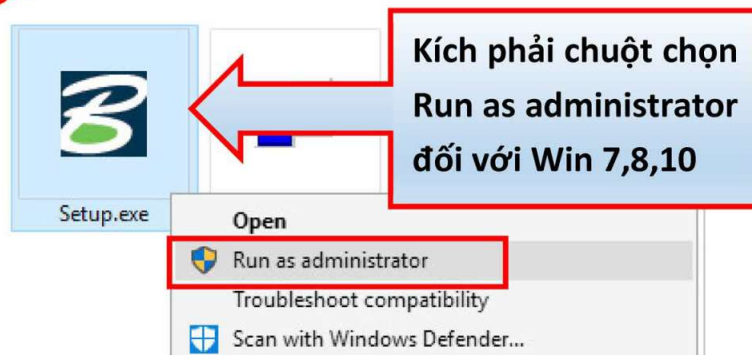 Kích phải chuột chọn
Run as administrator
đối với Win 7,8,10
Setup.exe
Open
Run as administrator
Troubleshoot compatibility
Scan with Windows Defender...